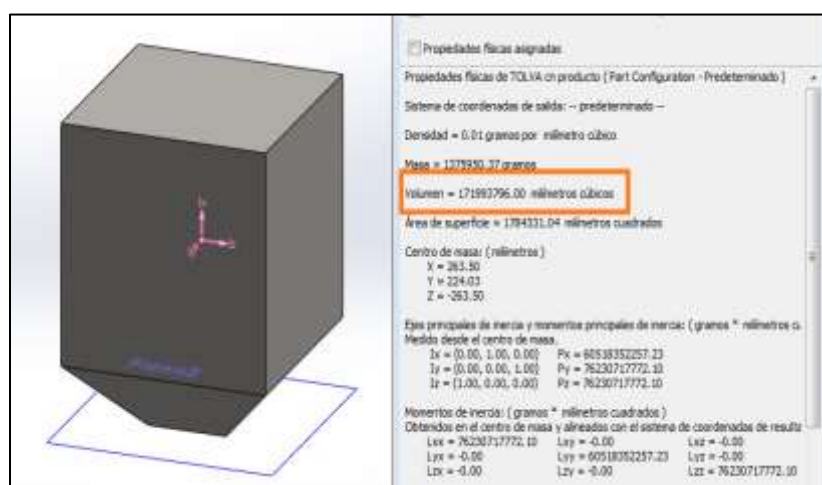 Propiedades físicas asignadas
Propiedades físicas de TOLVA cn producto ( Part Configuration - Predeterminado )
Sistema de coordenadas de salida: -- predeterminado --
Densidad = 0.01 gramos por milímetro cúbico
Masa = 1375950.37 gramos
Volumen = 171993796.00 milímetros cúbicos
Área de superficie = 1784331.04 milímetros cuadrados
Centro de masa: ( milímetros )
X = 263.50
Y = 224.03
Z = -263.50
Ejes principales de inercia y momentos principales de inercia: ( gramos * milímetros c
Medido desde el centro de masa.
Ix = (0.00, 1.00, 0.00) Px = 60518352257.23
Iy = (0.00, 0.00, 1.00) Py = 76230717772.10
Iz = (1.00, 0.00, 0.00) Pz = 76230717772.10
Momentos de inercia: ( gramos * milímetros cuadrados )
Obtenidos en el centro de masa y alineados con el sistema de coordenadas de resulta
Lxx = 76230717772.10 Lxy = -0.00 Lxz = -0.00
Lyx = -0.00 Lyy = 60518352257.23 Lyz = -0.00
Lzx = -0.00 Lzy = -0.00 Lzz = 76230717772.10